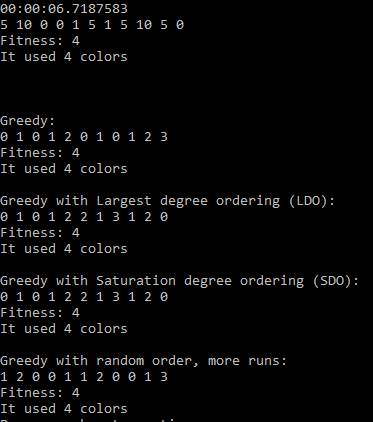 00:00:06.7187583
5 10 0 0 1 5 1 5 10 5 0
Fitness: 4
It used 4 colors
Greedy:
0 1 0 1 2 0 1 0 1 2 3
Fitness: 4
It used 4 colors
Greedy with Largest degree ordering (LDO):
0 1 0 1 2 2 1 3 1 2 0
Fitness: 4
It used 4 colors
Greedy with Saturation degree ordering (SDO):
0 1 0 1 2 2 1 3 1 2 0
Fitness: 4
It used 4 colors
Greedy with random order, more runs:
1 2 0 0 1 1 2 0 0 1 3
Fitness: 4
It used 4 colors